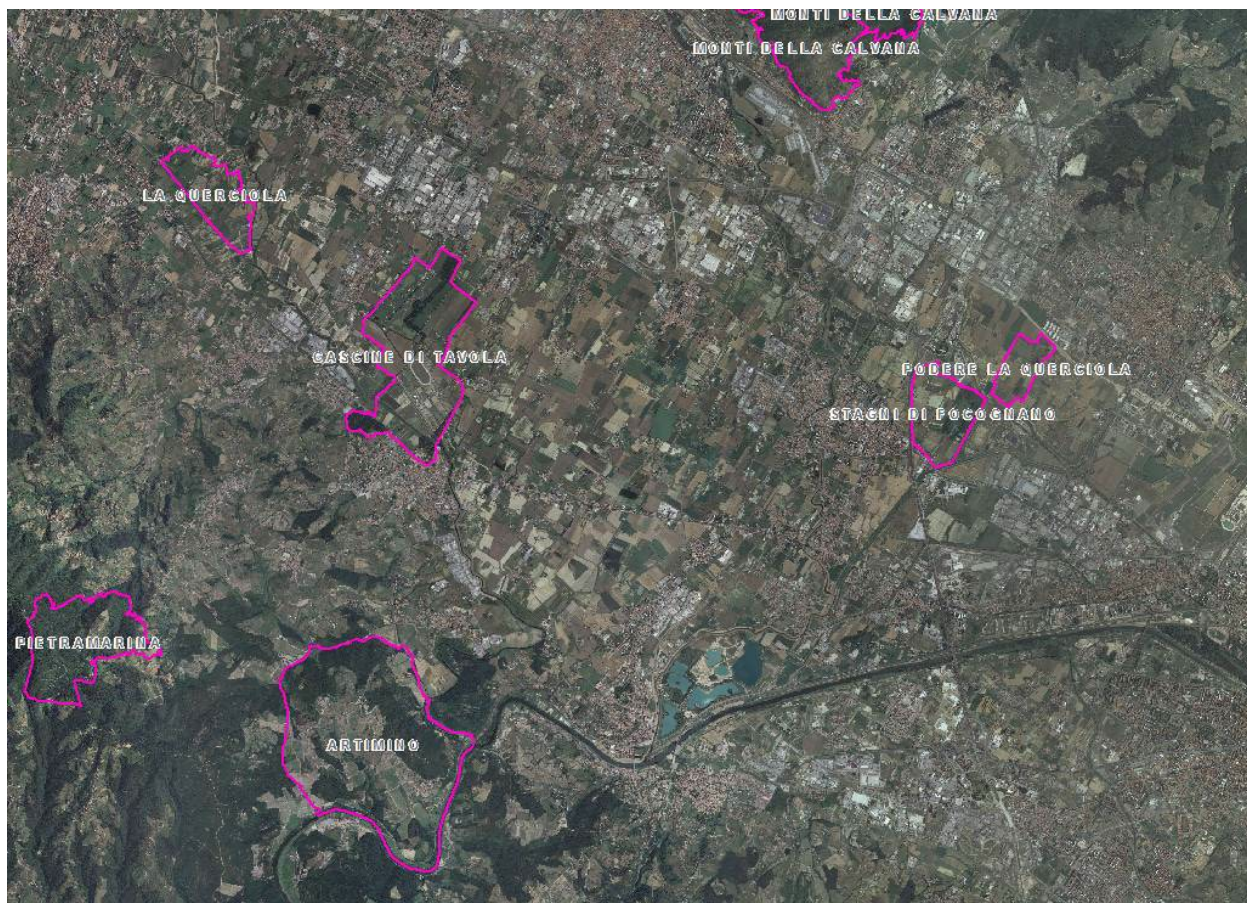 MONTI DELLA CALVANA
MONTI DELLA CALVANA
LA QUERCIOLA
CASCINE DI TAVOLA
PODERE LA QUERCIOLA
STAGNI DI FOCOGNANO
PIETRAMARINA
ARTIMINO